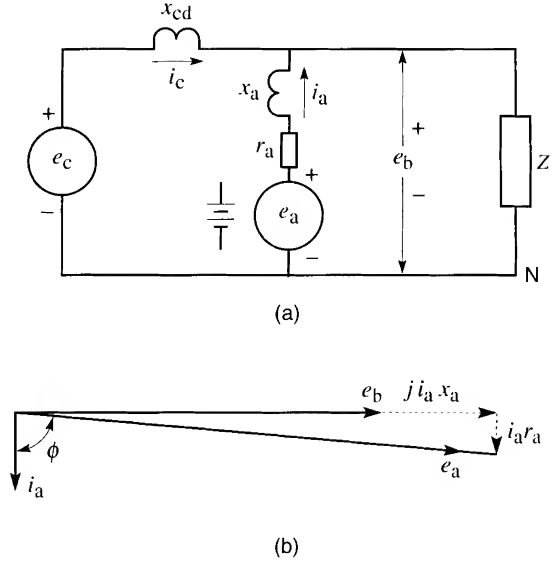 x_cd
i_c
x_a
i_a
+
r_a
+
e_c
+
e_b
Z
−
−
e_a
−
N
(a)
e_b
j i_a x_a
i_a r_a
ϕ
e_a
i_a
(b)